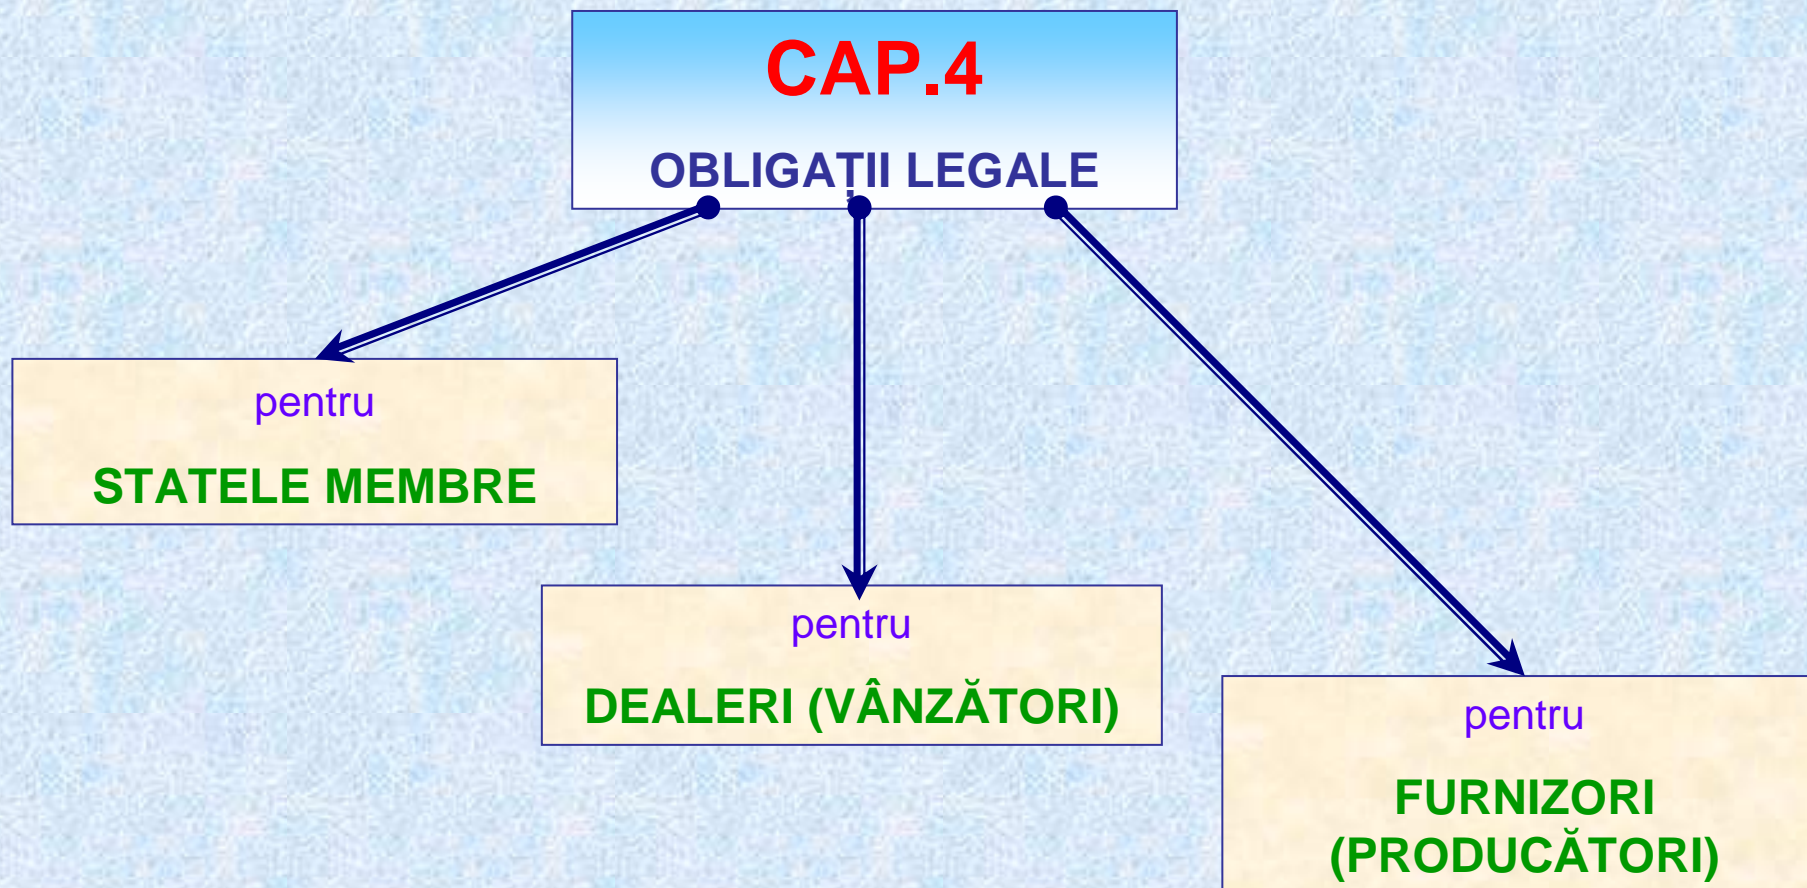 CAP.4
OBLIGAȚII LEGALE
pentru
STATELE MEMBRE
pentru
DEALERI (VÂNZĂTORI)
pentru
FURNIZORI
(PRODUCĂTORI)